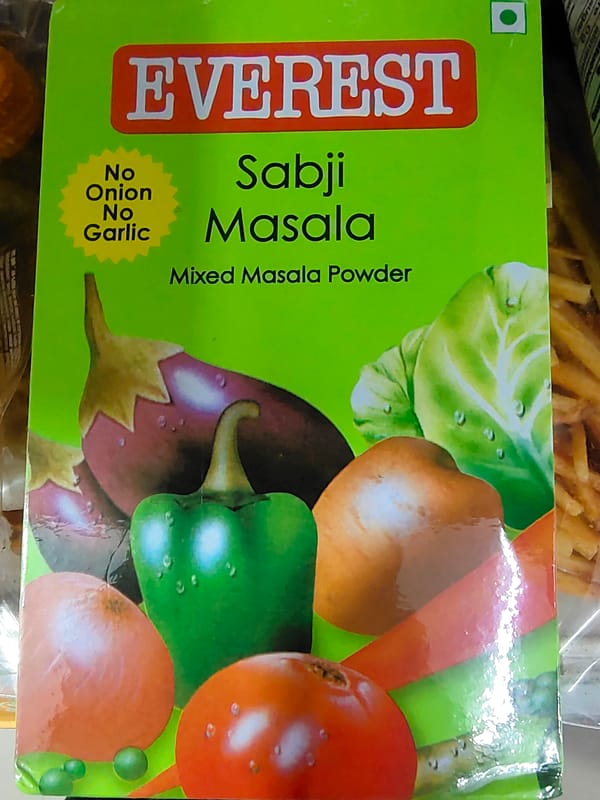 EVEREST
No
Onion
No
Garlic
Sabji
Masala
Mixed Masala Powder